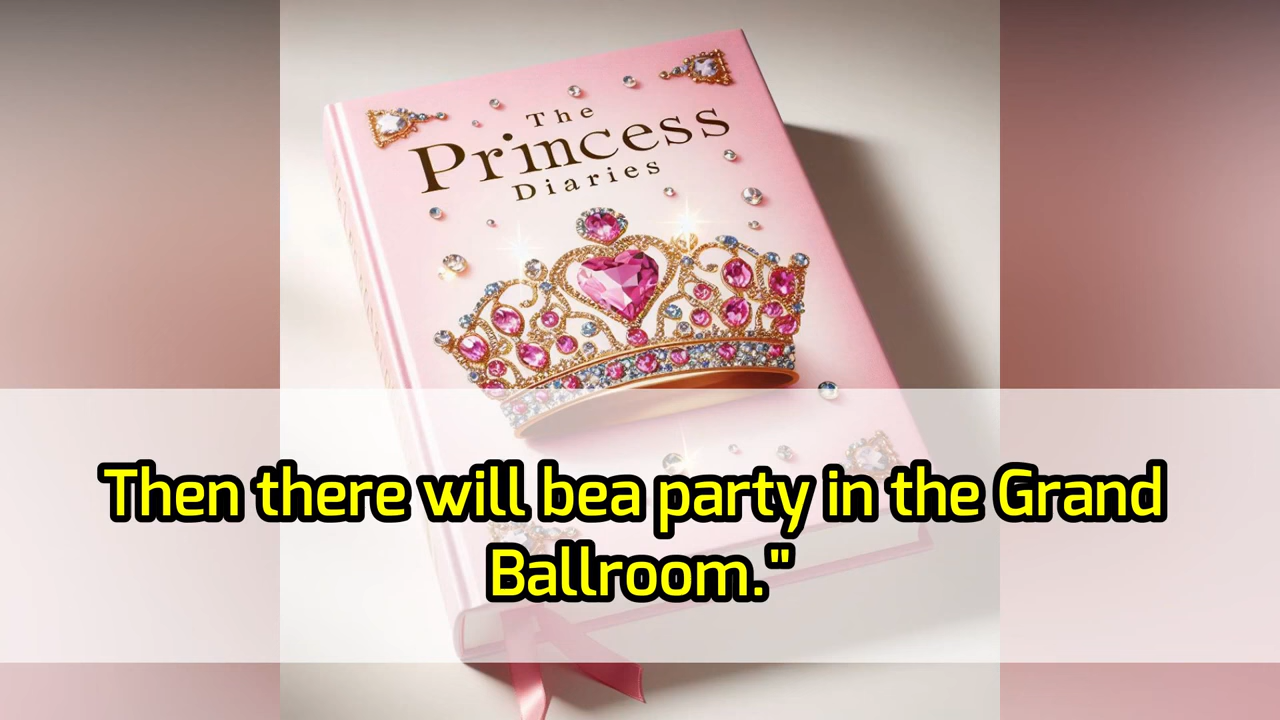 The
Princess
Diaries
Then there will bea party in the Grand
Ballroom."